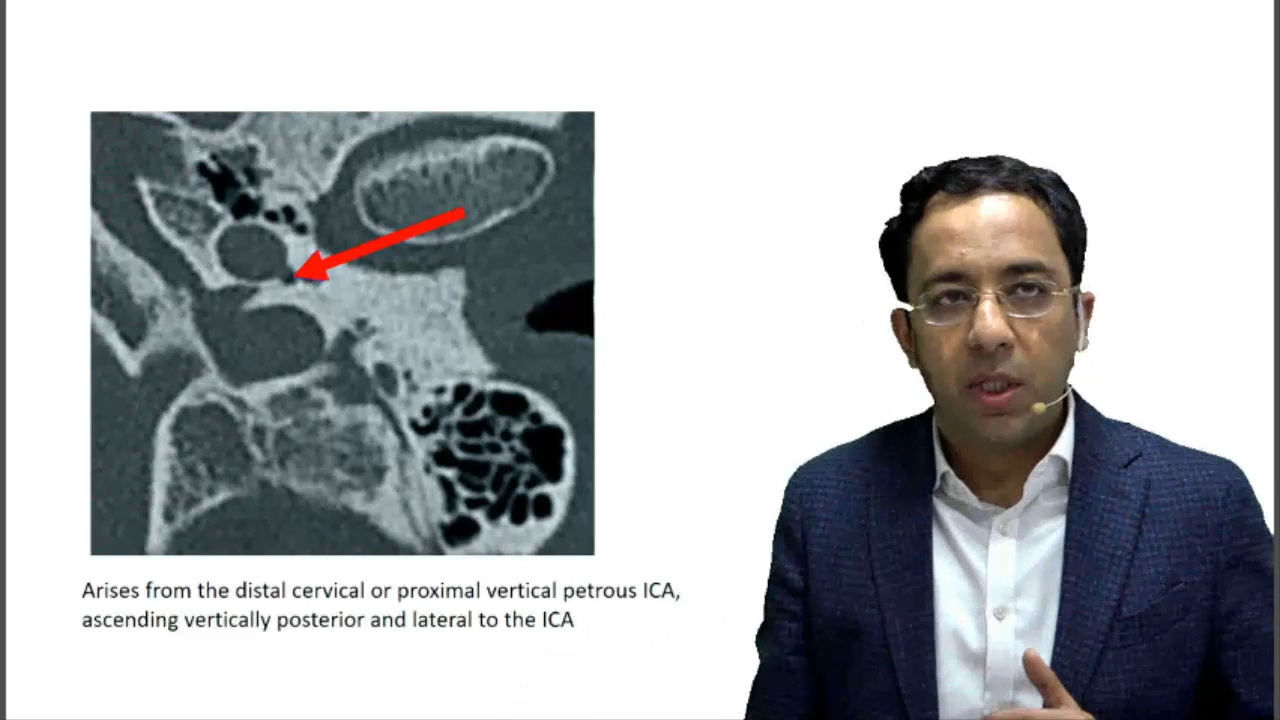 Arises from the distal cervical or proximal vertical petrous ICA,
ascending vertically posterior and lateral to the ICA